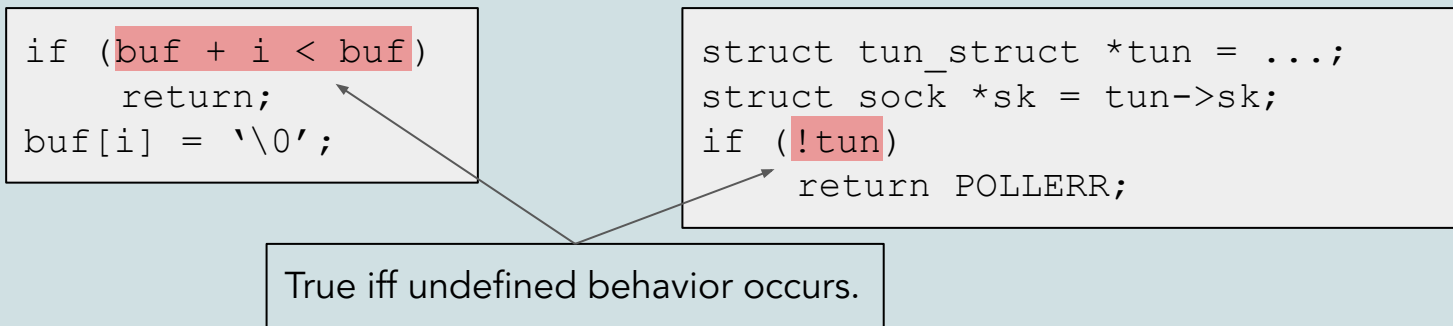 if (buf + i < buf)
return;
buf[i] = ‘\0’;
struct tun_struct *tun = ...;
struct sock *sk = tun->sk;
if (!tun)
return POLLERR;
True iff undefined behavior occurs.